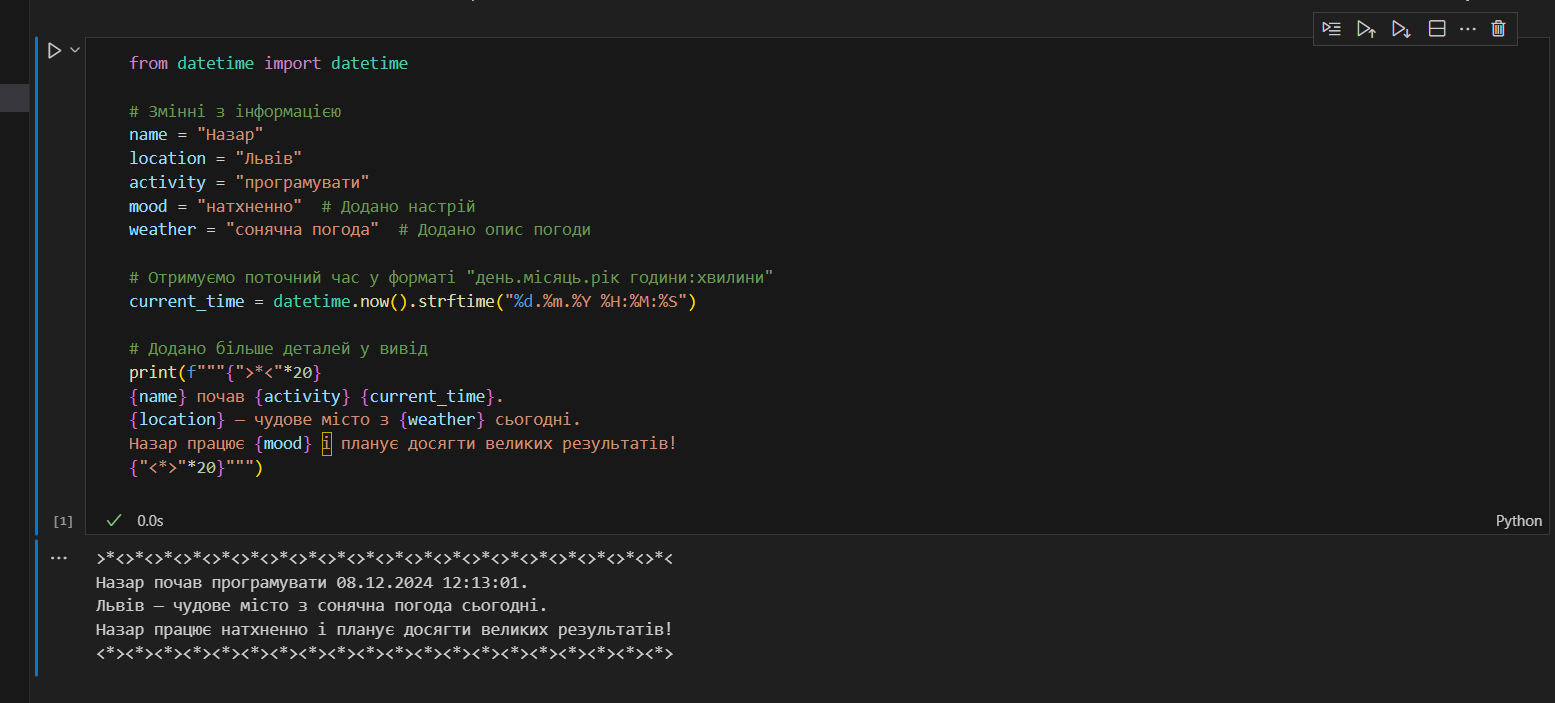 from datetime import datetime
# Змінні з інформацією
name = "Назар"
location = "Львів"
activity = "програмувати"
mood = "натхненно"  # Додано настрій
weather = "сонячна погода"  # Додано опис погоди
# Отримуємо поточний час у форматі "день.місяць.рік години:хвилини"
current_time = datetime.now().strftime("%d.%m.%Y %H:%M:%S")
# Додано більше деталей у вивід
print(f"""{">*<"*20}
{name} почав {activity} {current_time}.
{location} — чудове місто з {weather} сьогодні.
Назар працює {mood} і планує досягти великих результатів!
{"<*>"*20}""")
[1]
0.0s
Python
>*<>*<>*<>*<>*<>*<>*<>*<>*<>*<>*<>*<>*<>*<>*<>*<>*<>*<>*<>*<
Назар почав програмувати 08.12.2024 12:13:01.
Львів — чудове місто з сонячна погода сьогодні.
Назар працює натхненно і планує досягти великих результатів!
<*><*><*><*><*><*><*><*><*><*><*><*><*><*><*><*><*><*><*><*>